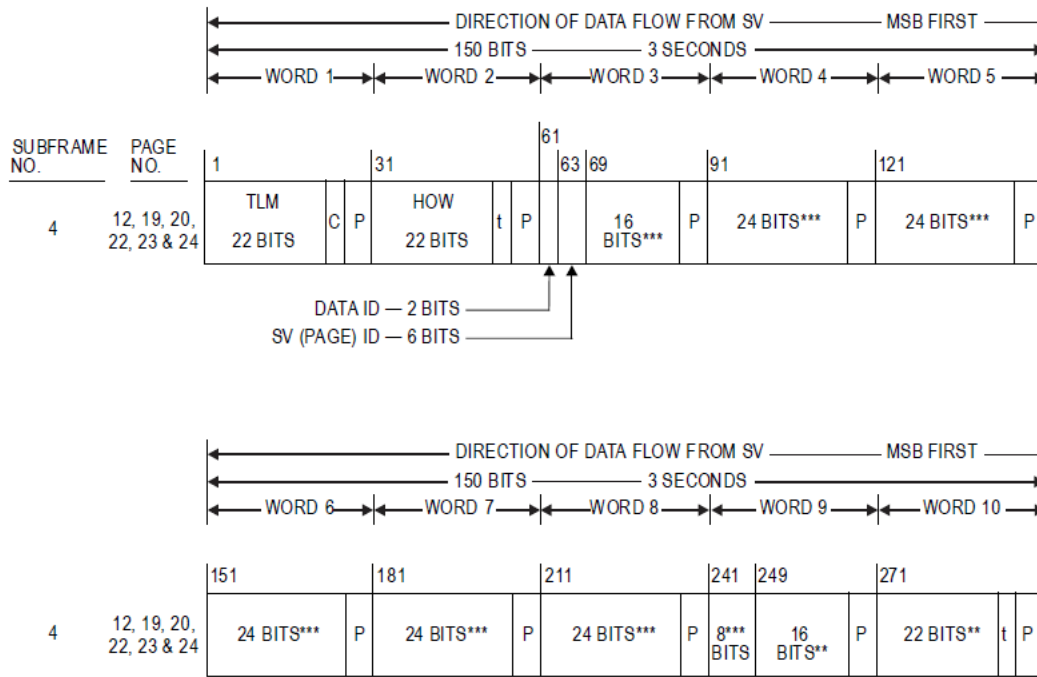 DIRECTION OF DATA FLOW FROM SV MSB FIRST
150 BITS 3 SECONDS
WORD 1 WORD 2 WORD 3 WORD 4 WORD 5
SUBFRAME NO. PAGE NO.
61
1 31 63 69 91 121
4 12, 19, 20, 22, 23 & 24 TLM 22 BITS C P HOW 22 BITS t P 16 BITS*** P 24 BITS*** P 24 BITS*** P
DATA ID — 2 BITS
SV (PAGE) ID — 6 BITS
DIRECTION OF DATA FLOW FROM SV MSB FIRST
150 BITS 3 SECONDS
WORD 6 WORD 7 WORD 8 WORD 9 WORD 10
151 181 211 241 249 271
4 12, 19, 20, 22, 23 & 24 24 BITS*** P 24 BITS*** P 24 BITS*** P 8*** BITS 16 BITS** P 22 BITS** t P